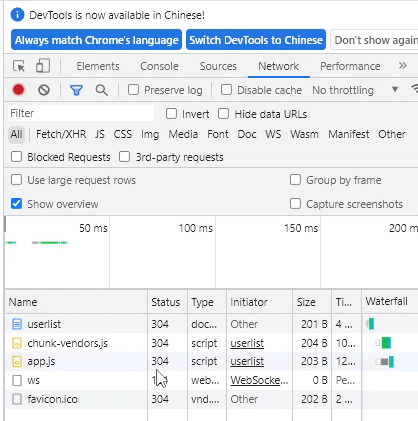 DevTools is now available in Chinese!
Always match Chrome's language Switch DevTools to Chinese Don't show again
Elements Console Sources Network Performance »
Preserve log Disable cache No throttling
Filter Invert Hide data URLs
All Fetch/XHR JS CSS Img Media Font Doc WS Wasm Manifest Other
Blocked Requests 3rd-party requests
Use large request rows Group by frame
Show overview Capture screenshots
50 ms 100 ms 150 ms 200 m
Name Status Type Initiator Size Ti... Waterfall
userlist 304 doc... Other 201 B 4 ...
chunk-vendors.js 304 script userlist 204 B 10...
app.js 304 script userlist 203 B 12...
ws web... WebSocke... 0 B Pe...
favicon.ico 304 vnd.... Other 202 B 2 ...